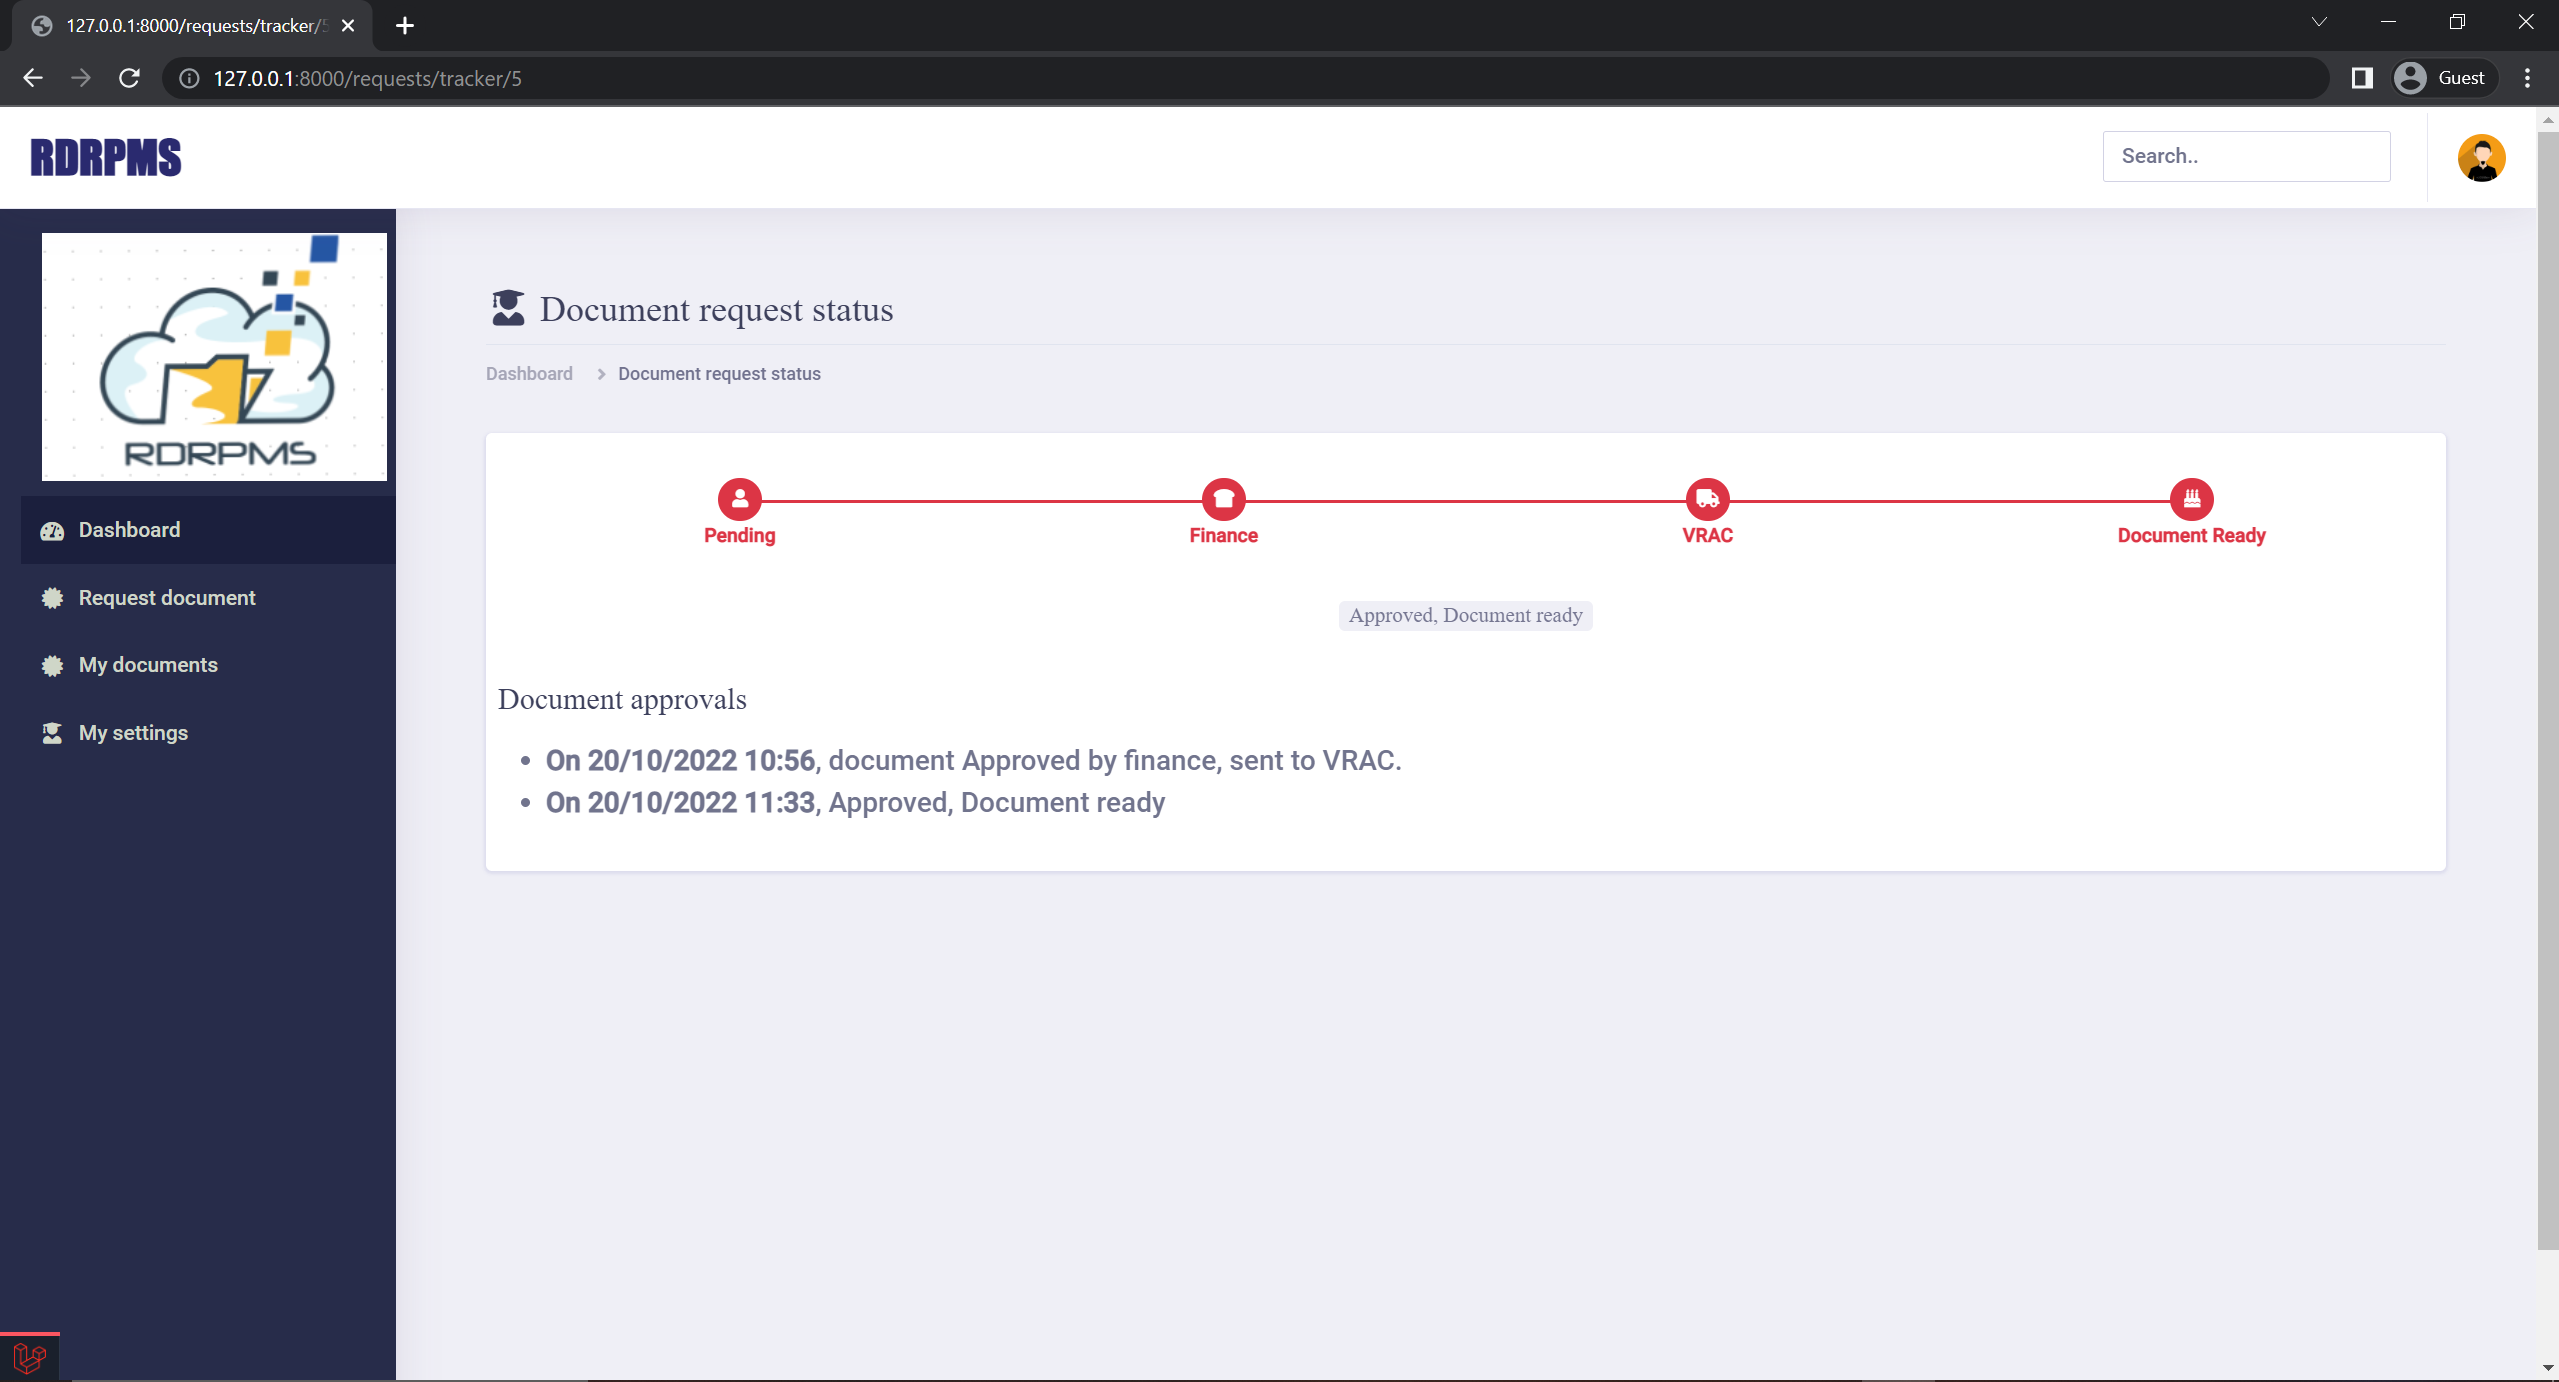 127.0.0.1:8000/requests/tracker/5
127.0.0.1:8000/requests/tracker/5
Guest
RDRPMS
Search..
RDRPMS
Document request status
Dashboard
Document request status
Dashboard
Request document
My documents
My settings
Pending
Finance
VRAC
Document Ready
Approved, Document ready
Document approvals
On 20/10/2022 10:56, document Approved by finance, sent to VRAC.
On 20/10/2022 11:33, Approved, Document ready